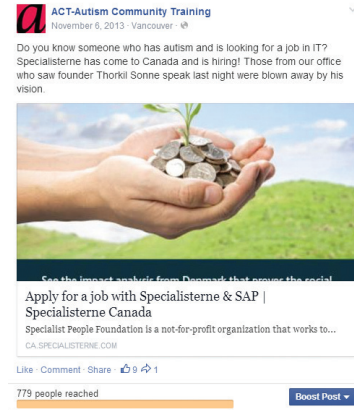 ACT-Autism Community Training
November 6, 2013 · Vancouver ·
Do you know someone who has autism and is looking for a job in IT?
Specialisterne has come to Canada and is hiring! Those from our office
who saw founder Thorkil Sonne speak last night were blown away by his
vision.
See the impact analysis from Denmark that proves the social
Apply for a job with Specialisterne & SAP |
Specialisterne Canada
Specialist People Foundation is a not-for-profit organization that works to...
CA.SPECIALISTERNE.COM
Like · Comment · Share · 9 1
779 people reached
Boost Post